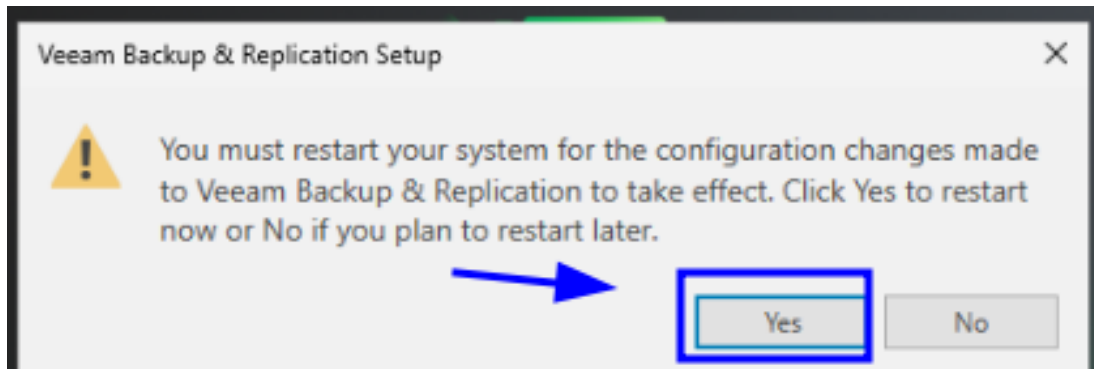 Veeam Backup & Replication Setup
You must restart your system for the configuration changes made
to Veeam Backup & Replication to take effect. Click Yes to restart
now or No if you plan to restart later.
Yes No